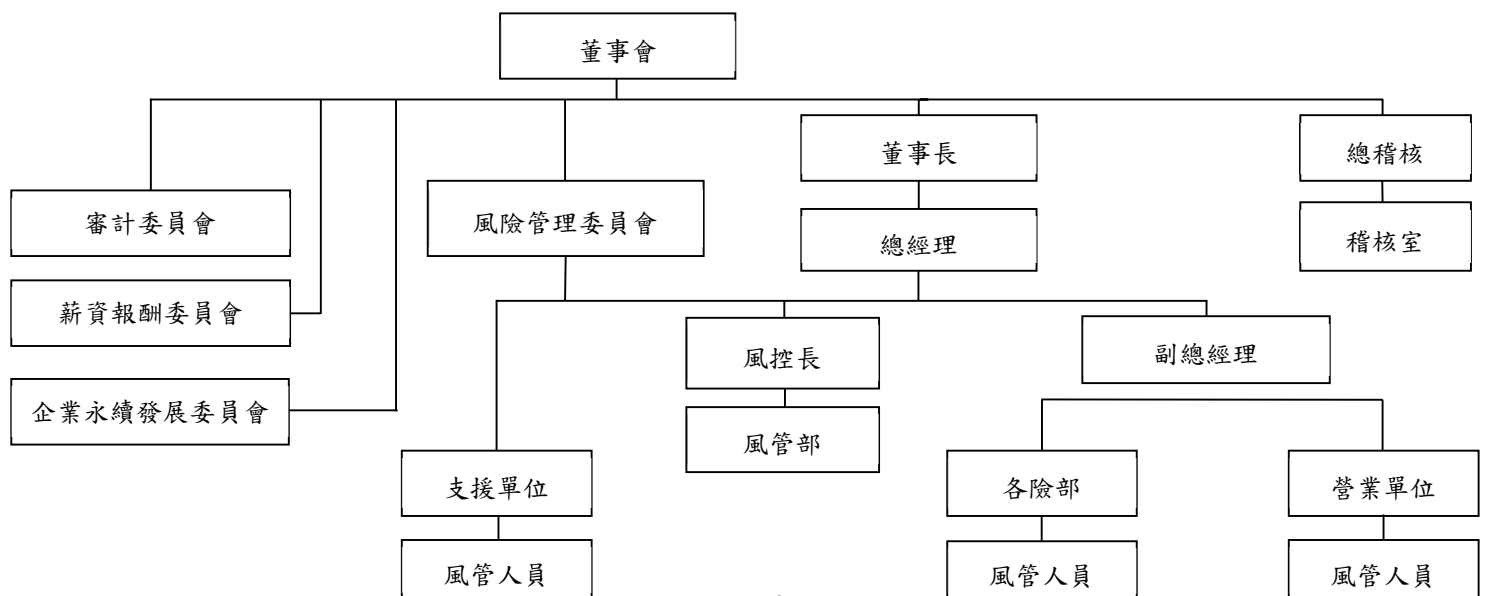 董事會
董事長
總稽核
審計委員會
風險管理委員會
總經理
稽核室
薪資報酬委員會
風控長
副總經理
企業永續發展委員會
風管部
支援單位
各險部
營業單位
風管人員
風管人員
風管人員